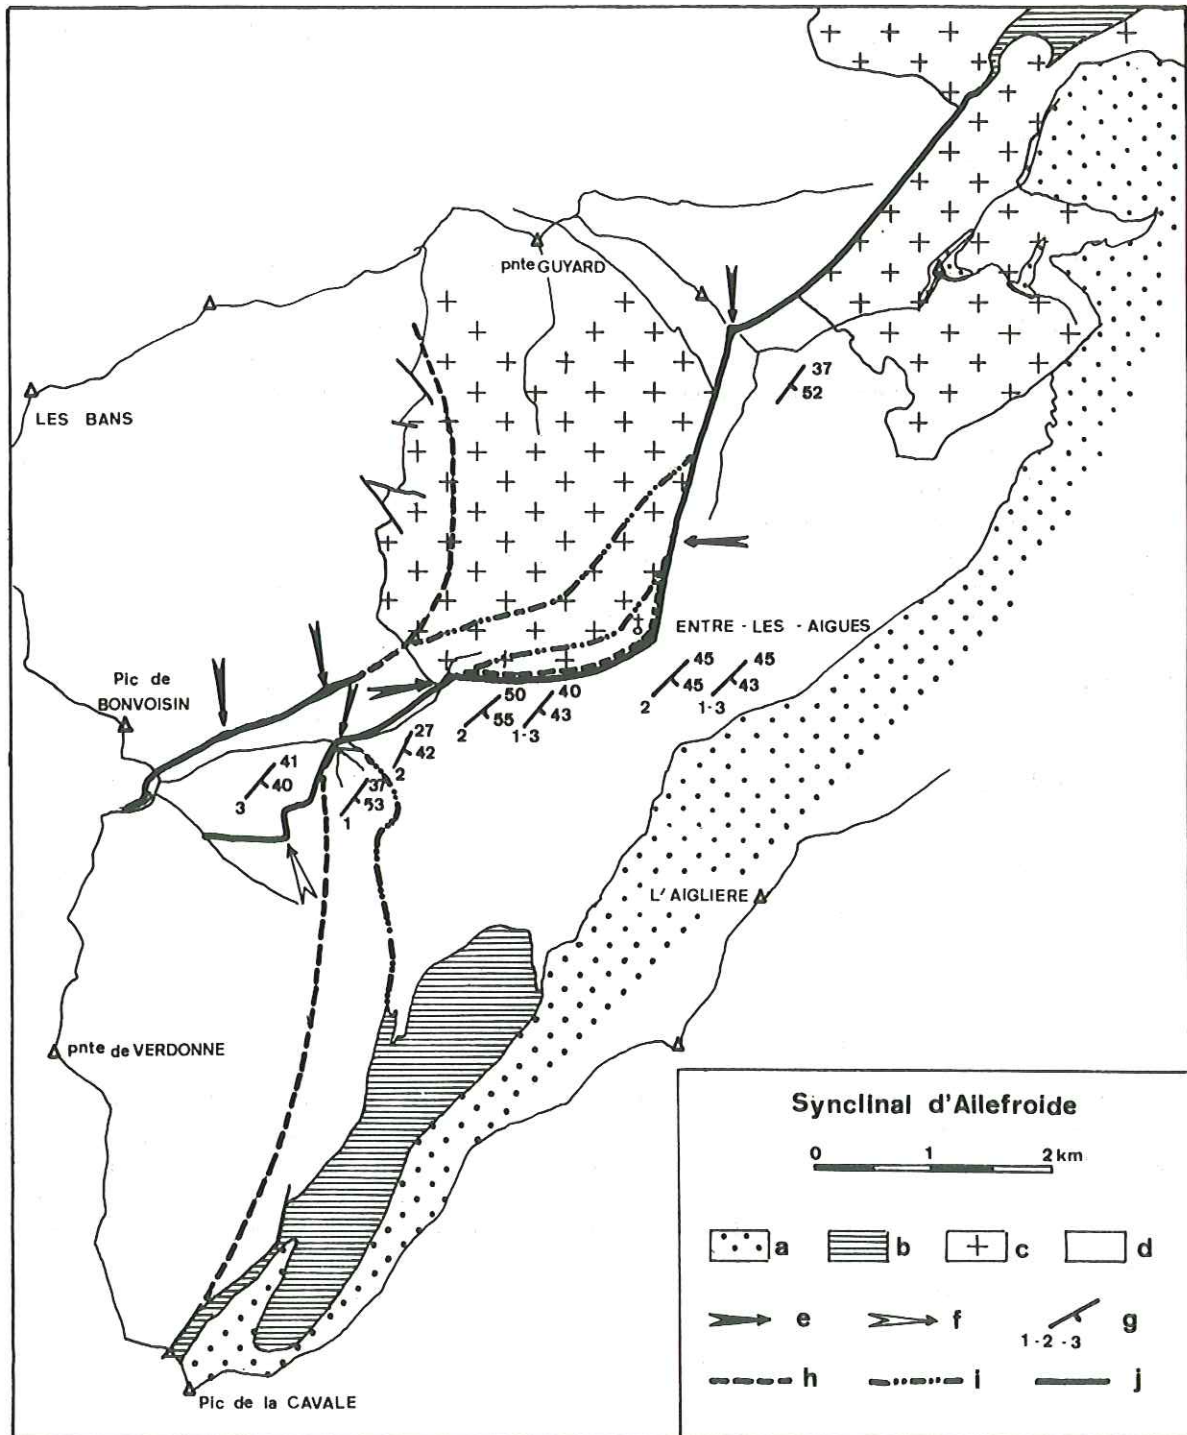 pnte GUYARD
LES BANS
37
52
ENTRE-LES-AIGUES
45
45
2
45
43
1-3
Pic de
BONVOISIN
50
55
2
40
43
1-3
27
42
2
41
40
3
37
53
1
L'AIGLIERE
pnte de VERDONNE
Pic de la CAVALE
Synclinal d'Ailefroide
0 1 2 km
a b c d
e f g
1-2-3
h i j